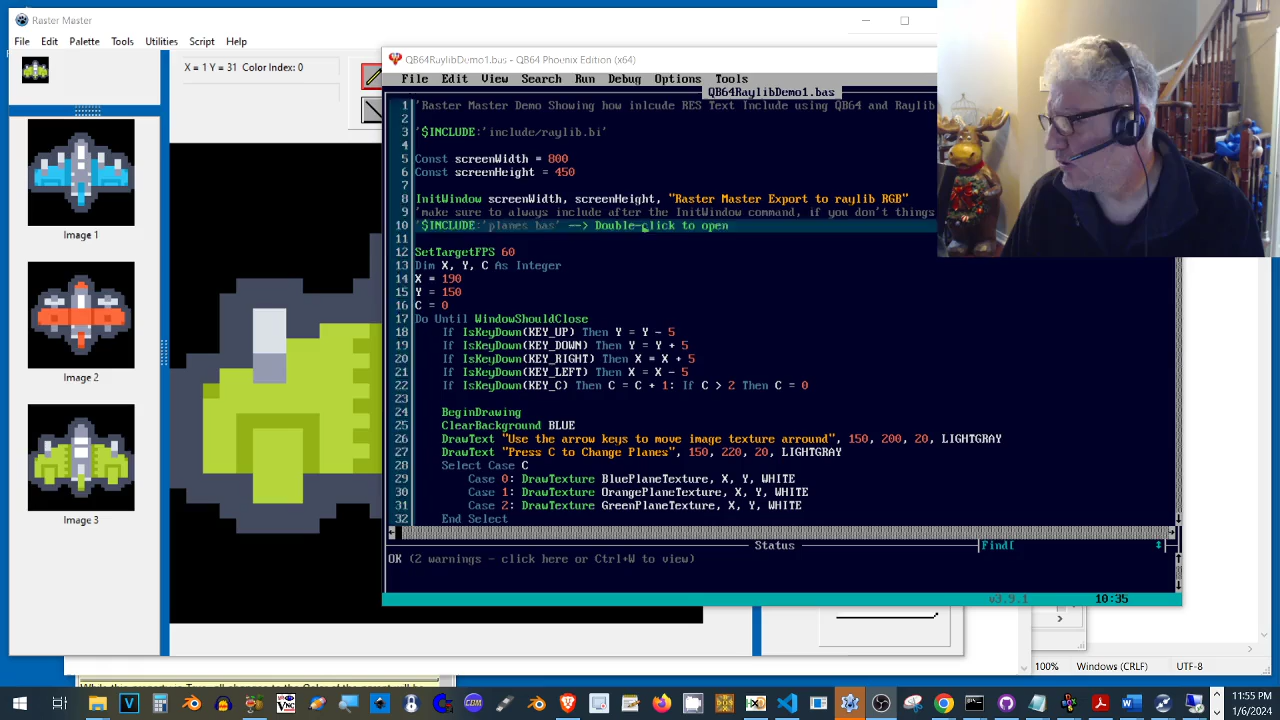 Raster Master
File Edit Palette Tools Utilities Script Help
X = 1 Y = 31 Color Index: 0
Image 1
Image 2
Image 3
QB64RaylibDemo1.bas - QB64 Phoenix Edition (x64)
File Edit View Search Run Debug Options Tools
QB64RaylibDemo1.bas
1 'Raster Master Demo Showing how inlcude RES Text Include using QB64 and Raylib
2
3 '$INCLUDE:'include/raylib.bi'
4
5 Const screenWidth = 800
6 Const screenHeight = 450
7
8 InitWindow screenWidth, screenHeight, "Raster Master Export to raylib RGB"
9 'make sure to always include after the InitWindow command, if you don't things
10 '$INCLUDE:'planes bas' --> Double-click to open
11
12 SetTargetFPS 60
13 Dim X, Y, C As Integer
14 X = 190
15 Y = 150
16 C = 0
17 Do Until WindowShouldClose
18 If IsKeyDown(KEY_UP) Then Y = Y - 5
19 If IsKeyDown(KEY_DOWN) Then Y = Y + 5
20 If IsKeyDown(KEY_RIGHT) Then X = X + 5
21 If IsKeyDown(KEY_LEFT) Then X = X - 5
22 If IsKeyDown(KEY_C) Then C = C + 1: If C > 2 Then C = 0
23
24 BeginDrawing
25 ClearBackground BLUE
26 DrawText "Use the arrow keys to move image texture arround", 150, 200, 20, LIGHTGRAY
27 DrawText "Press C to Change Planes", 150, 220, 20, LIGHTGRAY
28 Select Case C
29 Case 0: DrawTexture BluePlaneTexture, X, Y, WHITE
30 Case 1: DrawTexture OrangePlaneTexture, X, Y, WHITE
31 Case 2: DrawTexture GreenPlaneTexture, X, Y, WHITE
32 End Select
Status
Find[
OK (2 warnings - click here or Ctrl+W to view)
v3.9.1 10:35
100% Windows (CRLF) UTF-8
11:55 PM
1/6/2024